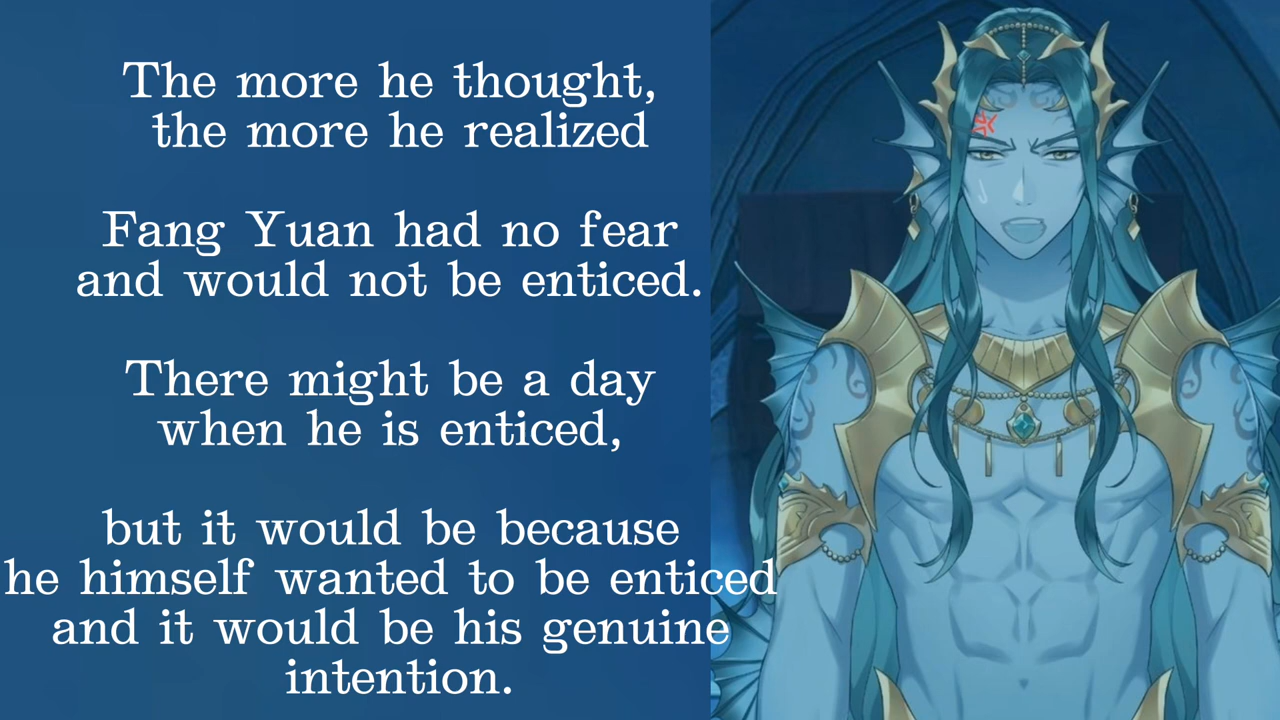 The more he thought,
the more he realized
Fang Yuan had no fear
and would not be enticed.
There might be a day
when he is enticed,
but it would be because
he himself wanted to be enticed
and it would be his genuine
intention.